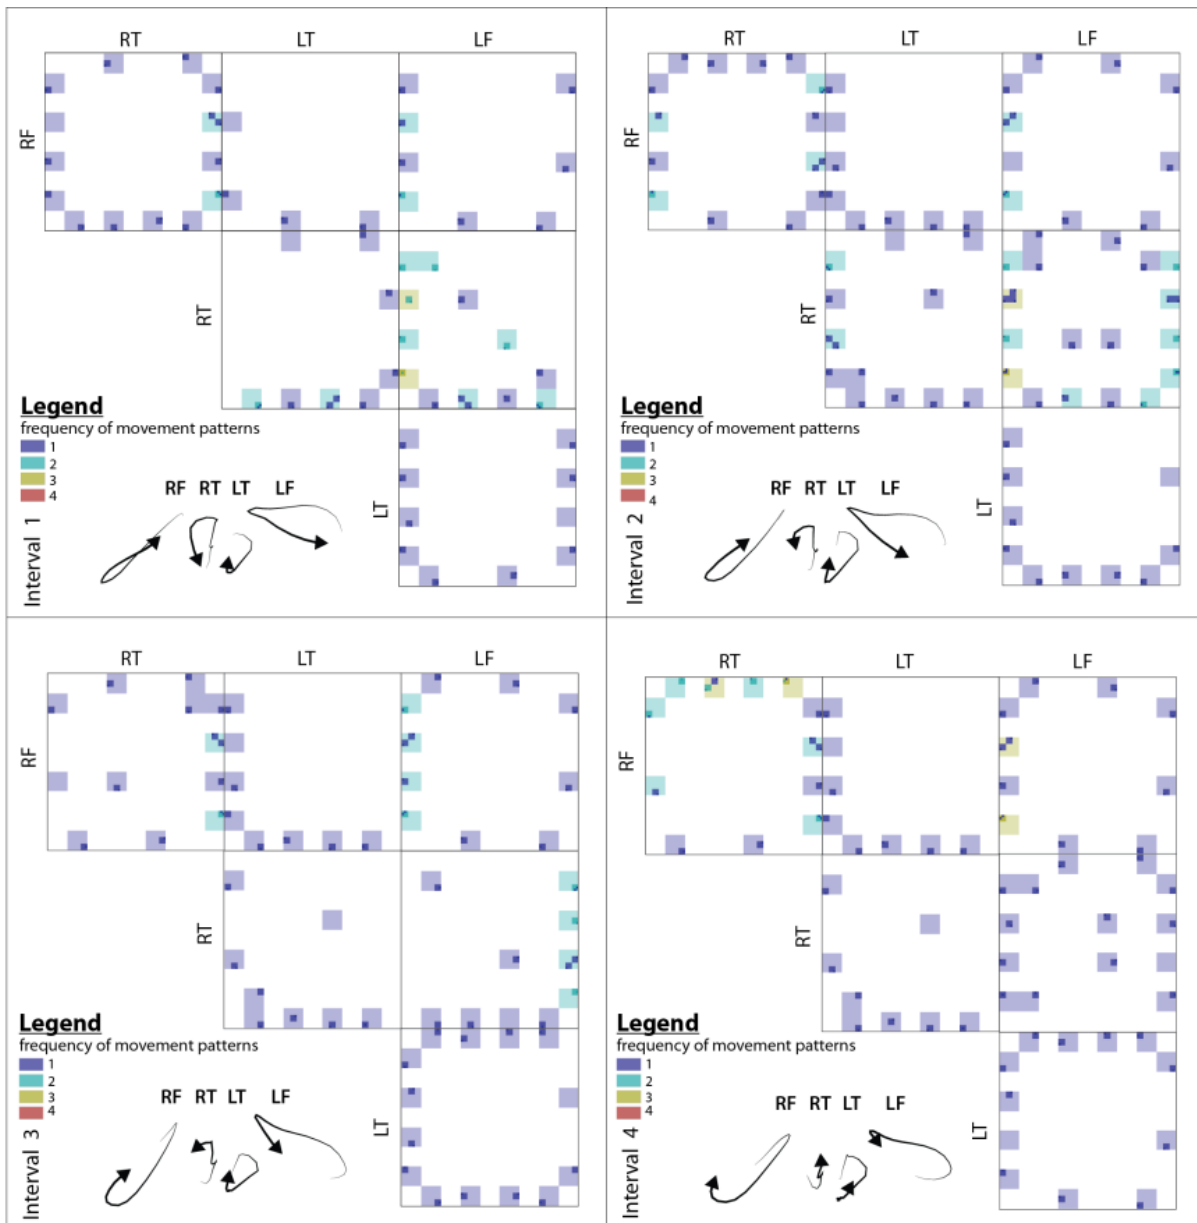 RT LT LF
RF
RT
LT
Legend
frequency of movement patterns
1
2
3
4
RF RT LT LF
Interval 1
RT LT LF
RF
RT
LT
Legend
frequency of movement patterns
1
2
3
4
RF RT LT LF
Interval 2
RT LT LF
RF
RT
LT
Legend
frequency of movement patterns
1
2
3
4
RF RT LT LF
Interval 3
RT LT LF
RF
RT
LT
Legend
frequency of movement patterns
1
2
3
4
RF RT LT LF
Interval 4